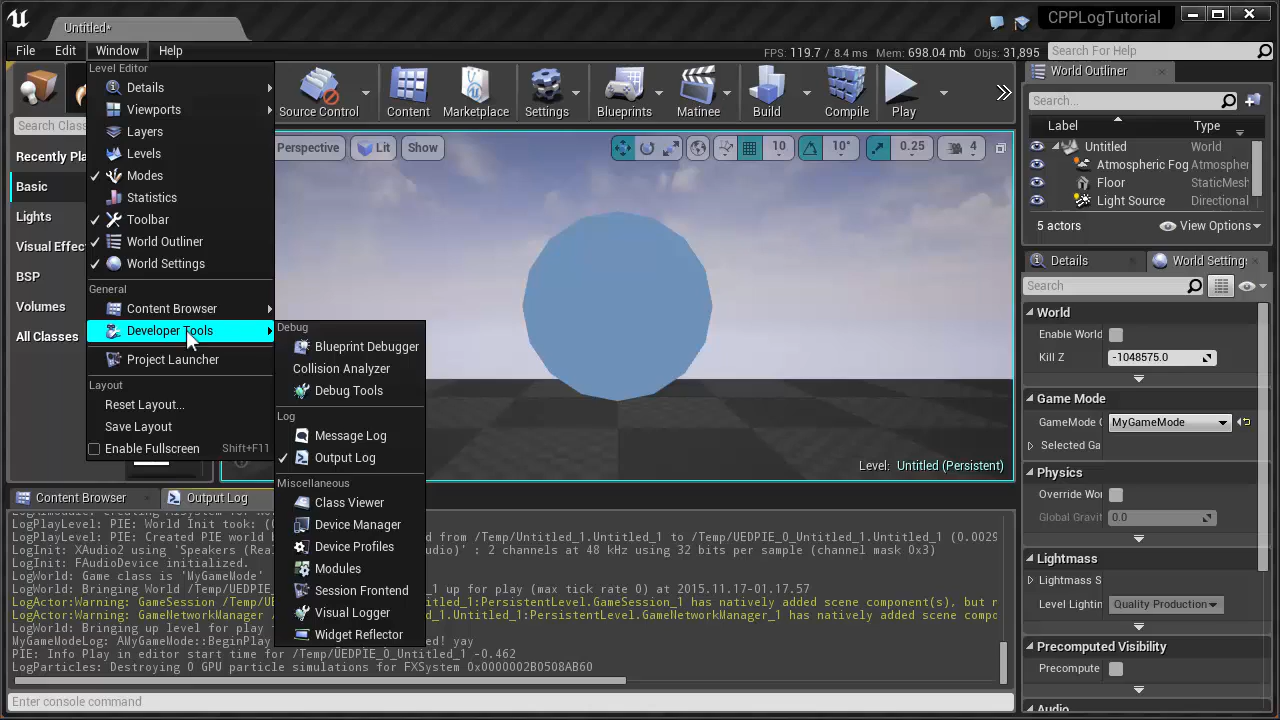 Untitled*
CPPLogTutorial
File Edit Window Help
FPS: 119.7 / 8.4 ms Mem: 698.04 mb Objs: 31,895
Search For Help
Level Editor
Details
Viewports
Layers
Levels
Modes
Statistics
Toolbar
World Outliner
World Settings
General
Content Browser
Developer Tools
Project Launcher
Layout
Reset Layout...
Save Layout
Enable Fullscreen Shift+F11
Debug
Blueprint Debugger
Collision Analyzer
Debug Tools
Log
Message Log
Output Log
Miscellaneous
Class Viewer
Device Manager
Device Profiles
Modules
Session Frontend
Visual Logger
Widget Reflector
Search Clas
Recently Pla
Basic
Lights
Visual Effec
BSP
Volumes
All Classes
Source Control Content Marketplace Settings Blueprints Matinee Build Compile Play
Perspective Lit Show 10 10° 0.25 4
Level: Untitled (Persistent)
World Outliner
Search...
Label Type
Untitled World
Atmospheric Fog Atmospher
Floor StaticMesh
Light Source Directional
5 actors View Options
Details World Settings
Search
World
Enable World
Kill Z -1048575.0
Game Mode
GameMode MyGameMode
Selected Ga
Physics
Override Wor
Global Gravit 0.0
Lightmass
Lightmass S
Level Lightin Quality Production
Precomputed Visibility
Precompute
Audio
Content Browser Output Log
LogPlayLevel: PIE: World Init took: (
LogPlayLevel: PIE: Created PIE world b ed from /Temp/Untitled_1.Untitled_1 to /Temp/UEDPIE_0_Untitled_1.Untitled_1 (0.0029
LogInit: XAudio2 using 'Speakers (Real udio)' : 2 channels at 48 kHz using 32 bits per sample (channel mask 0x3)
LogInit: FAudioDevice initialized.
LogWorld: Game class is 'MyGameMode'
LogWorld: Bringing World /Temp/UEDPIE_ _1 up for play (max tick rate 0) at 2015.11.17-01.17.57
LogActor:Warning: GameSession /Temp/UE titled_1:PersistentLevel.GameSession_1 has natively added scene component(s), but n
LogActor:Warning: GameNetworkManager / _1.Untitled_1:PersistentLevel.GameNetworkManager_1 has natively added scene compo
LogWorld: Bringing up level for play
MyGameModeLog: AMyGameMode::BeginPlay ed! yay
PIE: Info Play in editor start time for /Temp/UEDPIE_0_Untitled_1 -0.462
LogParticles: Destroying 0 GPU particle simulations for FXSystem 0x0000002B0508AB60
Enter console command